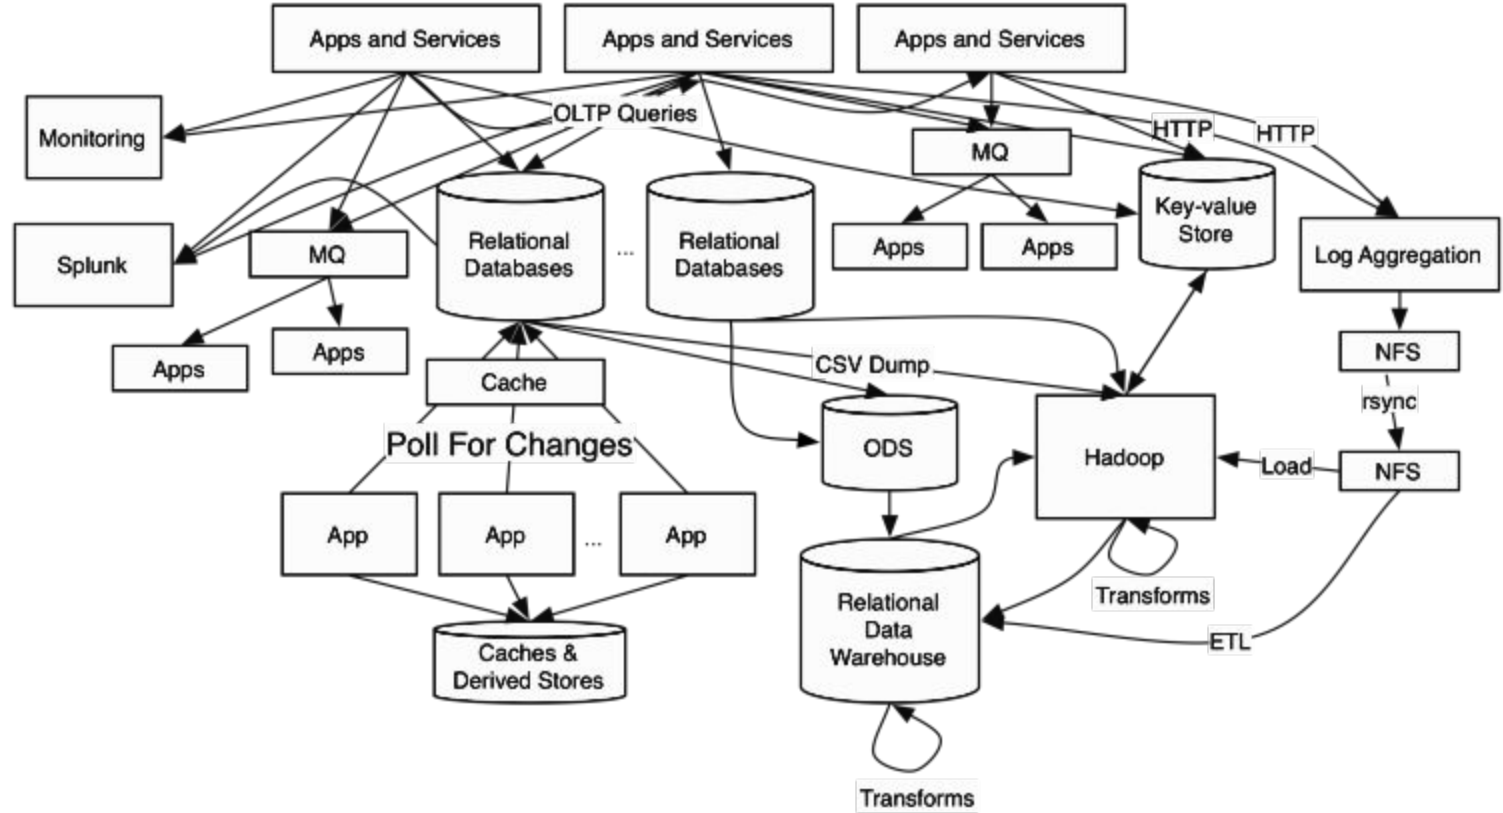 Apps and Services
Apps and Services
Apps and Services
Monitoring
OLTP Queries
HTTP
HTTP
MQ
Splunk
MQ
Relational
Databases
...
Relational
Databases
Apps
Apps
Key-value
Store
Log Aggregation
Apps
Apps
Cache
CSV Dump
NFS
rsync
Poll For Changes
ODS
Hadoop
Load
NFS
App
App
...
App
Transforms
Relational
Data
Warehouse
ETL
Caches &
Derived Stores
Transforms